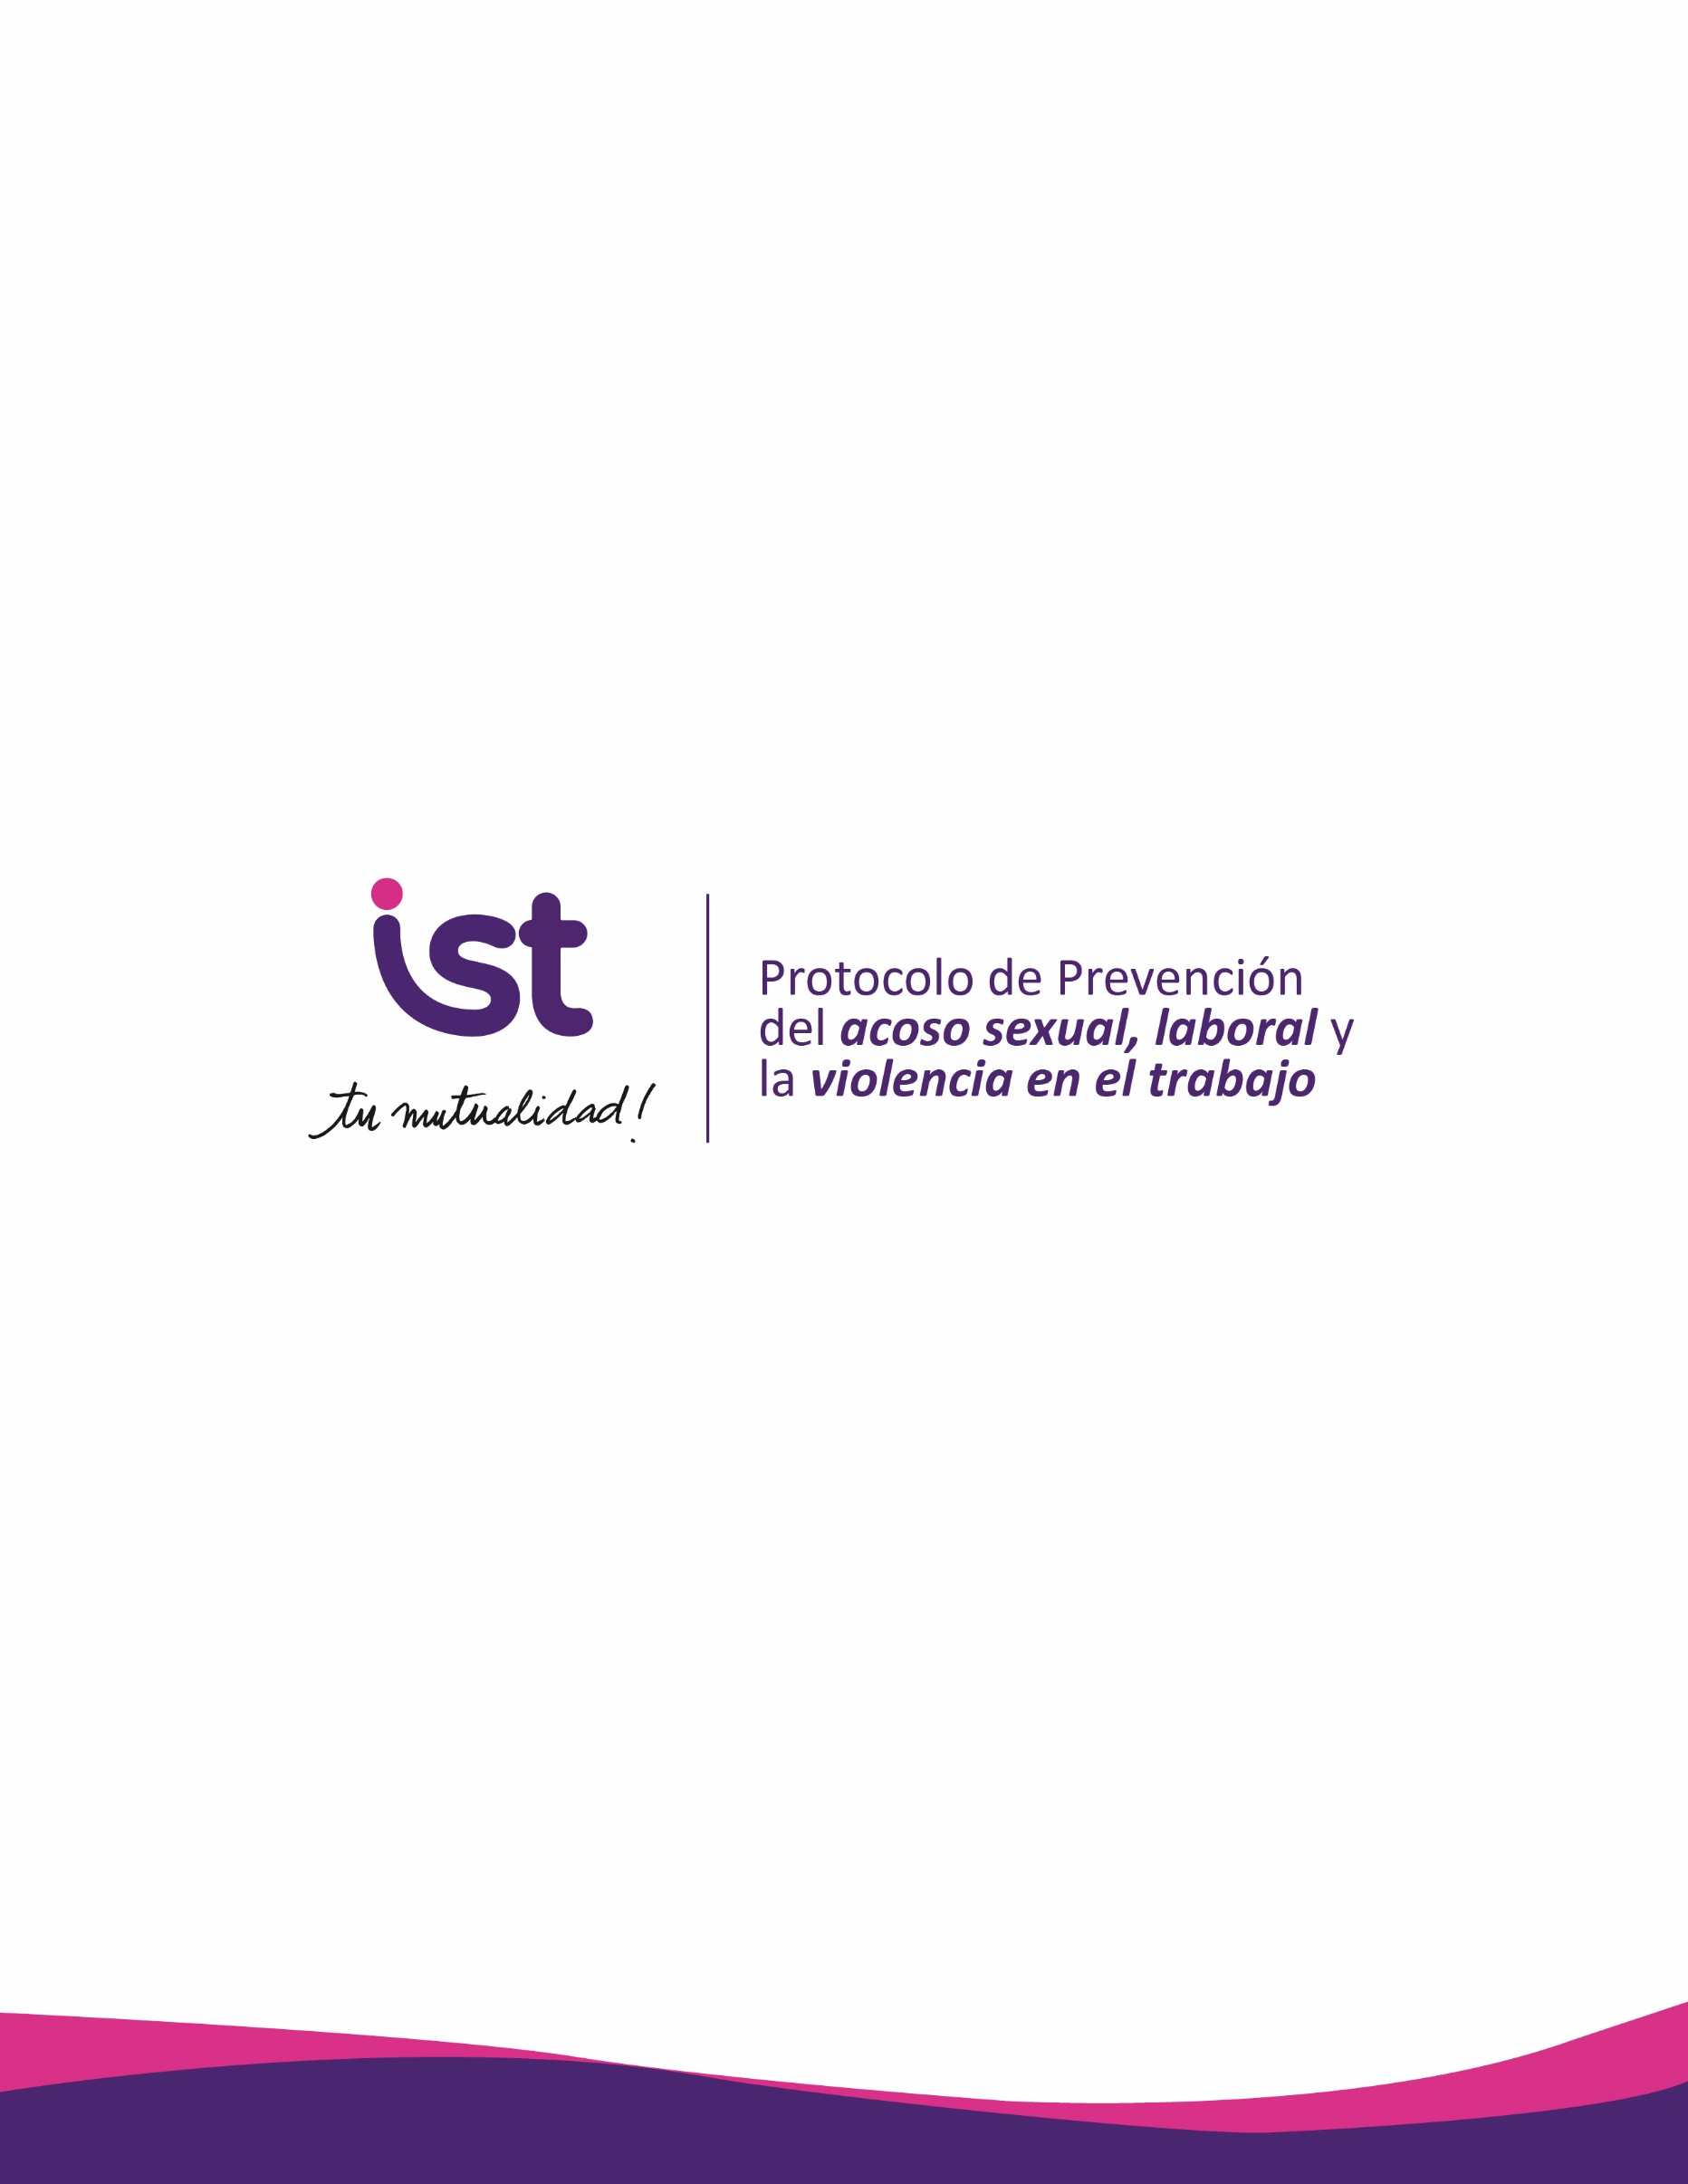 ist
tu mutualidad!
Protocolo de Prevención
del acoso sexual, laboral y
la violencia en el trabajo